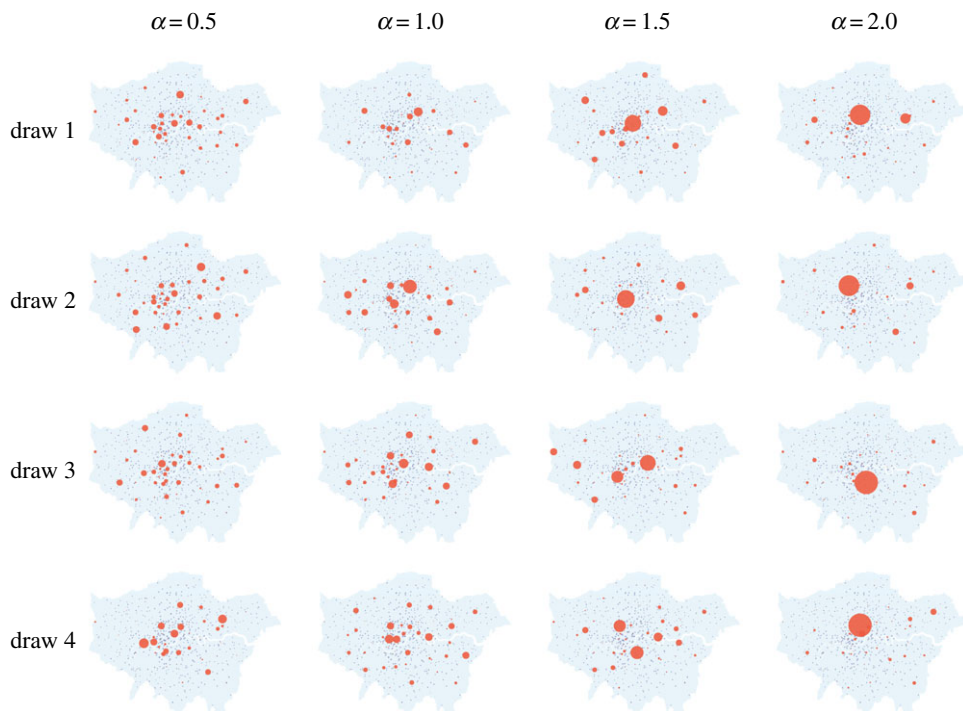 α = 0.5 α = 1.0 α = 1.5 α = 2.0
draw 1
draw 2
draw 3
draw 4